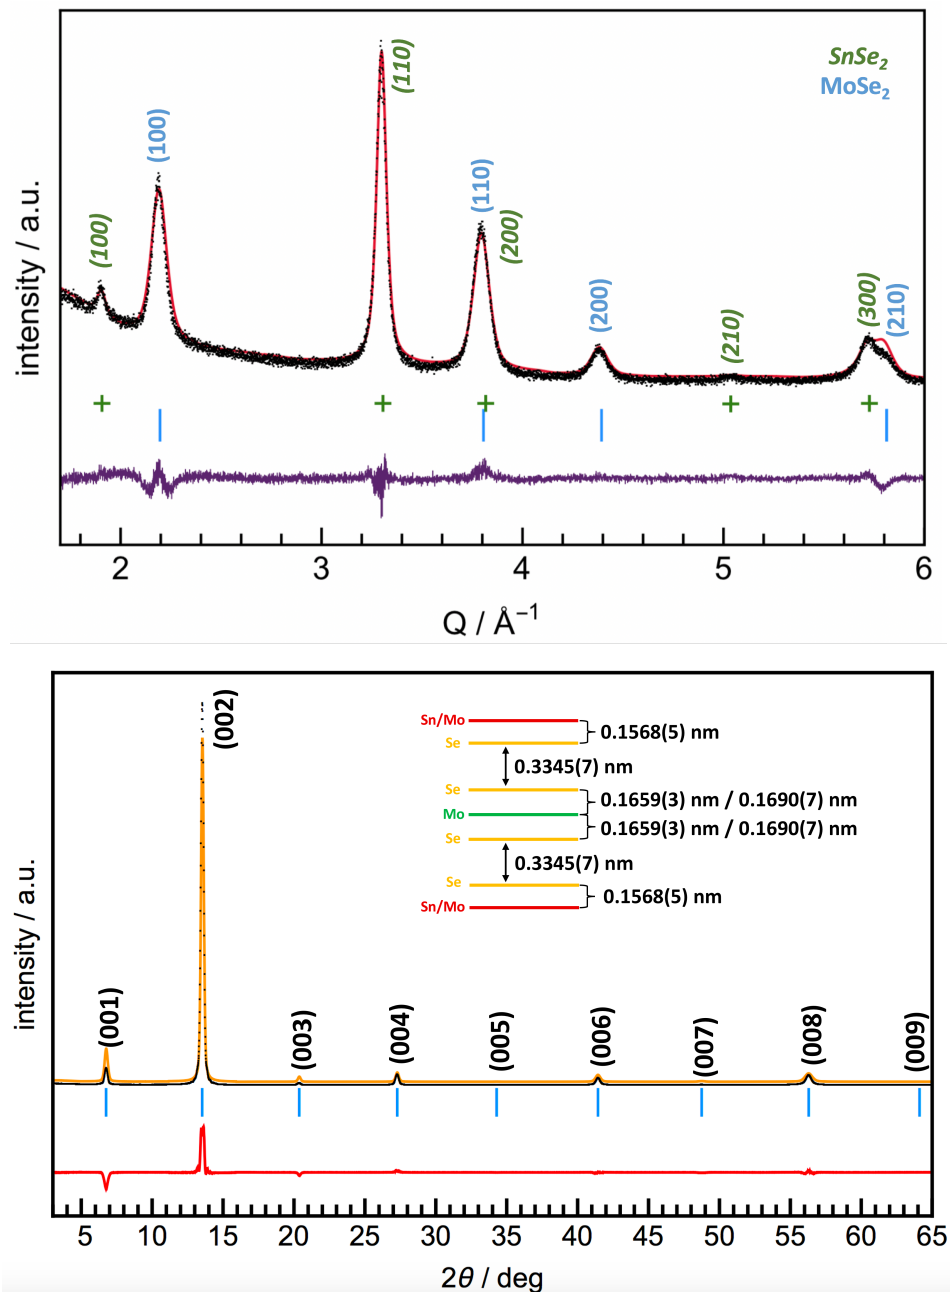 SnSe2
MoSe2
(110)
(100)
(110)
(100)
(200)
(200)
(210)
(300)
(210)
intensity / a.u.
2 3 4 5 6
Q / Å−1
(002)
Sn/Mo
0.1568(5) nm
Se
0.3345(7) nm
Se
0.1659(3) nm / 0.1690(7) nm
Mo
0.1659(3) nm / 0.1690(7) nm
Se
0.3345(7) nm
Se
0.1568(5) nm
Sn/Mo
intensity / a.u.
(001)
(003)
(004)
(005)
(006)
(007)
(008)
(009)
5 10 15 20 25 30 35 40 45 50 55 60 65
2θ / deg